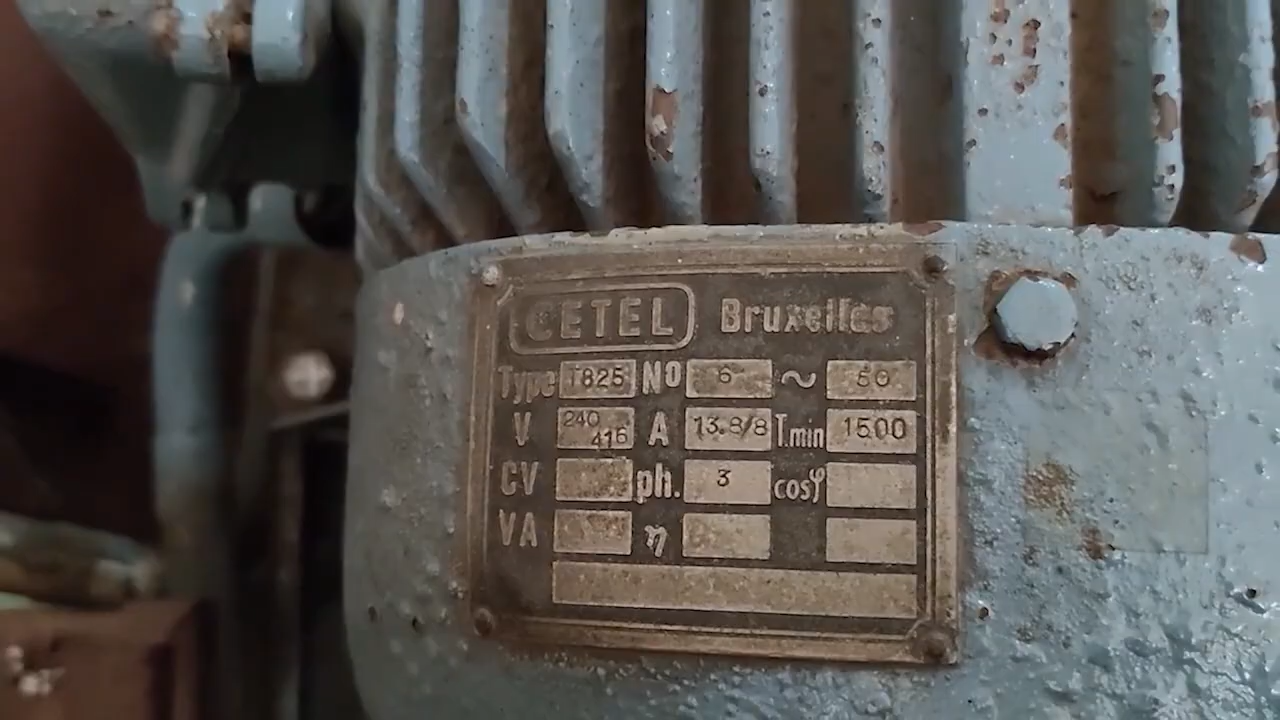 CETEL Bruxelles
Type 1825 No 6 ~ 50
V 240 416 A 13.8/8 T.min 1500
CV ph. 3 cosφ
VA η